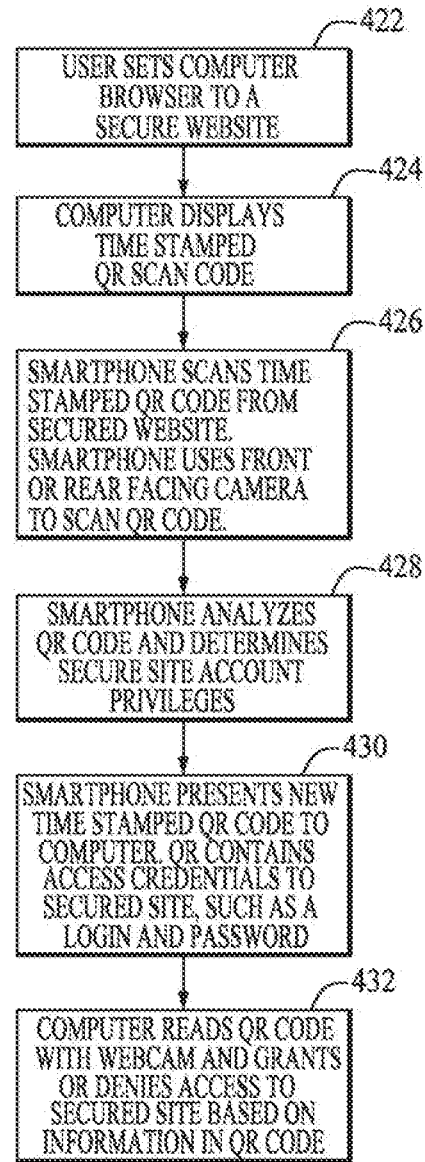 422
USER SETS COMPUTER
BROWSER TO A
SECURE WEBSITE
424
COMPUTER DISPLAYS
TIME STAMPED
QR SCAN CODE
426
SMARTPHONE SCANS TIME
STAMPED QR CODE FROM
SECURED WEBSITE.
SMARTPHONE USES FRONT
OR REAR FACING CAMERA
TO SCAN QR CODE.
428
SMARTPHONE ANALYZES
QR CODE AND DETERMINES
SECURE SITE ACCOUNT
PRIVILEGES
430
SMARTPHONE PRESENTS NEW
TIME STAMPED QR CODE TO
COMPUTER. QR CONTAINS
ACCESS CREDENTIALS TO
SECURED SITE, SUCH AS A
LOGIN AND PASSWORD
432
COMPUTER READS QR CODE
WITH WEBCAM AND GRANTS
OR DENIES ACCESS TO
SECURED SITE BASED ON
INFORMATION IN QR CODE